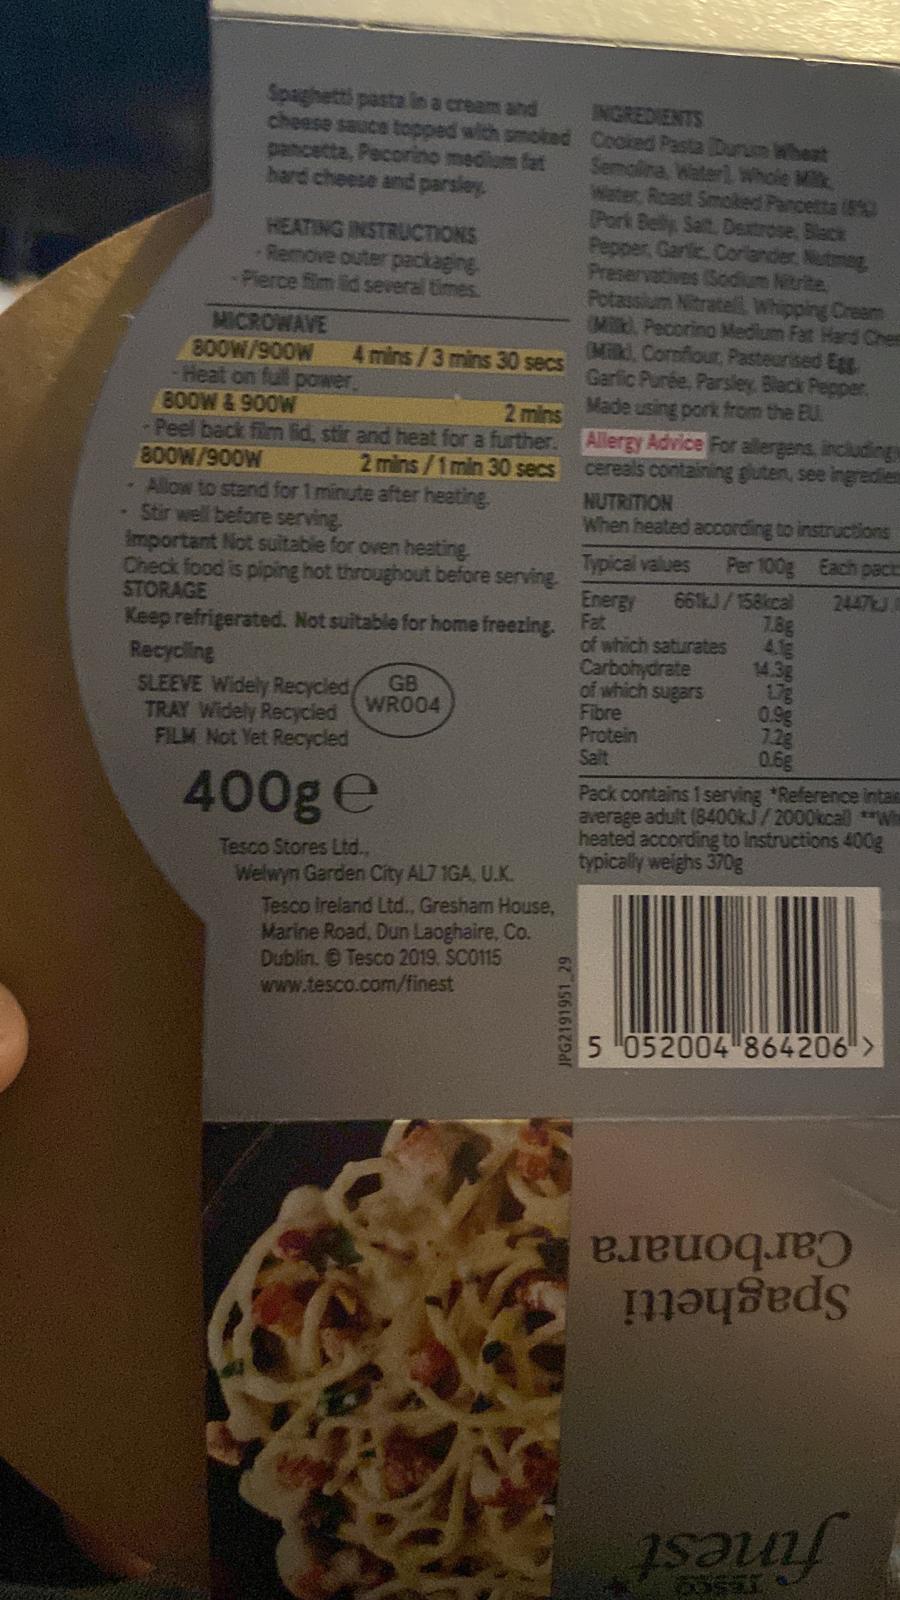 Spaghetti pasta in a cream and
cheese sauce topped with smoked
pancetta, Pecorino medium fat
hard cheese and parsley.
HEATING INSTRUCTIONS
· Remove outer packaging.
· Pierce film lid several times.
MICROWAVE
800W/900W 4 mins / 3 mins 30 secs
· Heat on full power.
800W & 900W 2 mins
· Peel back film lid, stir and heat for a further.
800W/900W 2 mins / 1 min 30 secs
· Allow to stand for 1 minute after heating.
· Stir well before serving.
Important Not suitable for oven heating.
Check food is piping hot throughout before serving.
STORAGE
Keep refrigerated. Not suitable for home freezing.
Recycling
SLEEVE Widely Recycled
TRAY Widely Recycled
FILM Not Yet Recycled
GB
WR004
400g e
Tesco Stores Ltd.,
Welwyn Garden City AL7 1GA, U.K.
Tesco Ireland Ltd., Gresham House,
Marine Road, Dun Laoghaire, Co.
Dublin. © Tesco 2019. SC0115
www.tesco.com/finest
INGREDIENTS
Cooked Pasta [Durum Wheat
Semolina, Water], Whole Milk,
Water, Roast Smoked Pancetta (8%)
[Pork Belly, Salt, Dextrose, Black
Pepper, Garlic, Coriander, Nutmeg,
Preservatives (Sodium Nitrite,
Potassium Nitrate)], Whipping Cream
(Milk), Pecorino Medium Fat Hard Chee
(Milk), Cornflour, Pasteurised Egg,
Garlic Purée, Parsley, Black Pepper.
Made using pork from the EU.
Allergy Advice For allergens, including
cereals containing gluten, see ingredien
NUTRITION
When heated according to instructions
Typical values Per 100g Each pack
Energy 661kJ / 158kcal 2447kJ /
Fat 7.8g
of which saturates 4.1g
Carbohydrate 14.3g
of which sugars 1.7g
Fibre 0.9g
Protein 7.2g
Salt 0.6g
Pack contains 1 serving *Reference intak
average adult (8400kJ / 2000kcal) **Wh
heated according to instructions 400g
typically weighs 370g
JPG2191951_29
5 052004 864206 >
Spaghetti
Carbonara
TESCO
finest